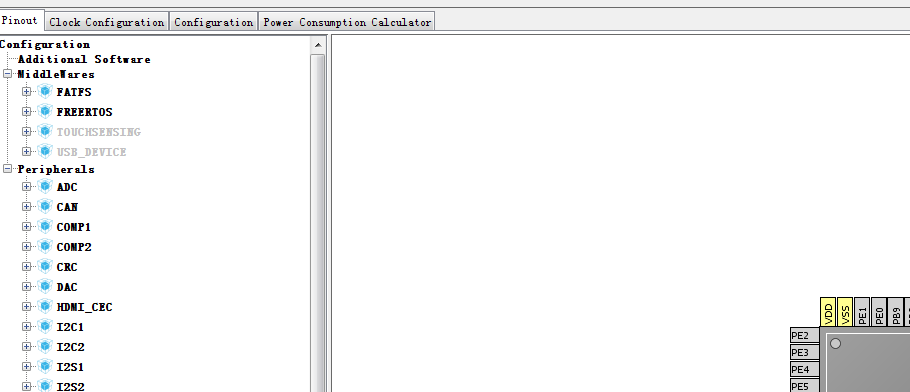 Pinout Clock Configuration Configuration Power Consumption Calculator
Configuration
Additional Software
MiddleWares
FATFS
FREERTOS
TOUCHSENSING
USB_DEVICE
Peripherals
ADC
CAN
COMP1
COMP2
CRC
DAC
HDMI_CEC
I2C1
I2C2
I2S1
I2S2
VDD
VSS
PE1
PE0
PB9
PE2
PE3
PE4
PE5